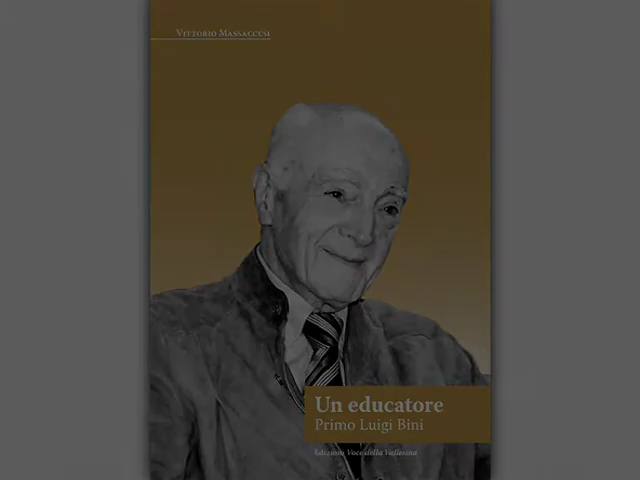 Vittorio Massaccesi
Un educatore
Primo Luigi Bini
Edizioni Voce della Vallesina